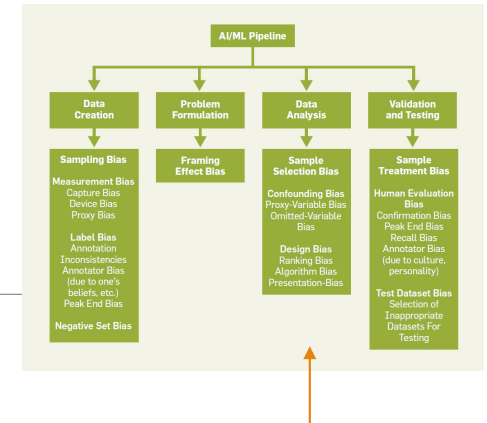 AI/ML Pipeline
Data
Creation
Problem
Formulation
Data
Analysis
Validation
and Testing
Sampling Bias
Measurement Bias
Capture Bias
Device Bias
Proxy Bias
Label Bias
Annotation
Inconsistencies
Annotator Bias
(due to one's
beliefs, etc.)
Peak End Bias
Negative Set Bias
Framing
Effect Bias
Sample
Selection Bias
Confounding Bias
Proxy-Variable Bias
Omitted-Variable
Bias
Design Bias
Ranking Bias
Algorithm Bias
Presentation-Bias
Sample
Treatment Bias
Human Evaluation
Bias
Confirmation Bias
Peak End Bias
Recall Bias
Annotator Bias
(due to culture,
personality)
Test Dataset Bias
Selection of
Inappropriate
Datasets For
Testing